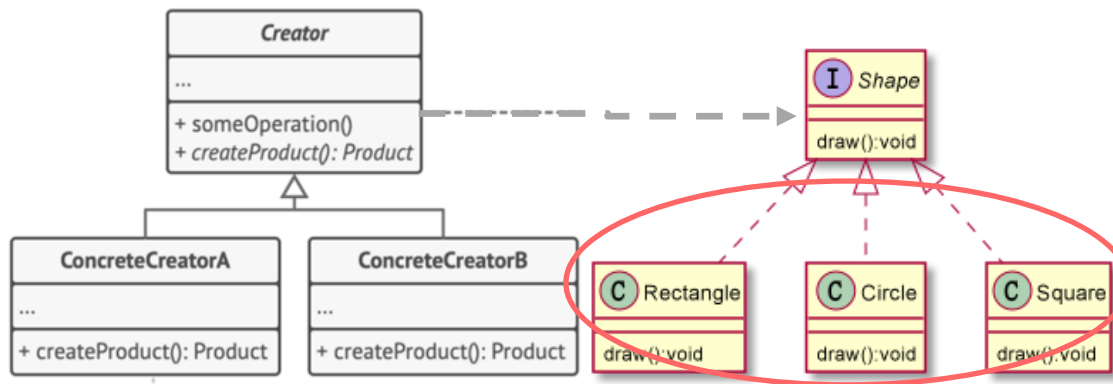 Creator
...
+ someOperation()
+ createProduct(): Product
ConcreteCreatorA
...
+ createProduct(): Product
ConcreteCreatorB
...
+ createProduct(): Product
I Shape
draw():void
C Rectangle
draw():void
C Circle
draw():void
C Square
draw():void